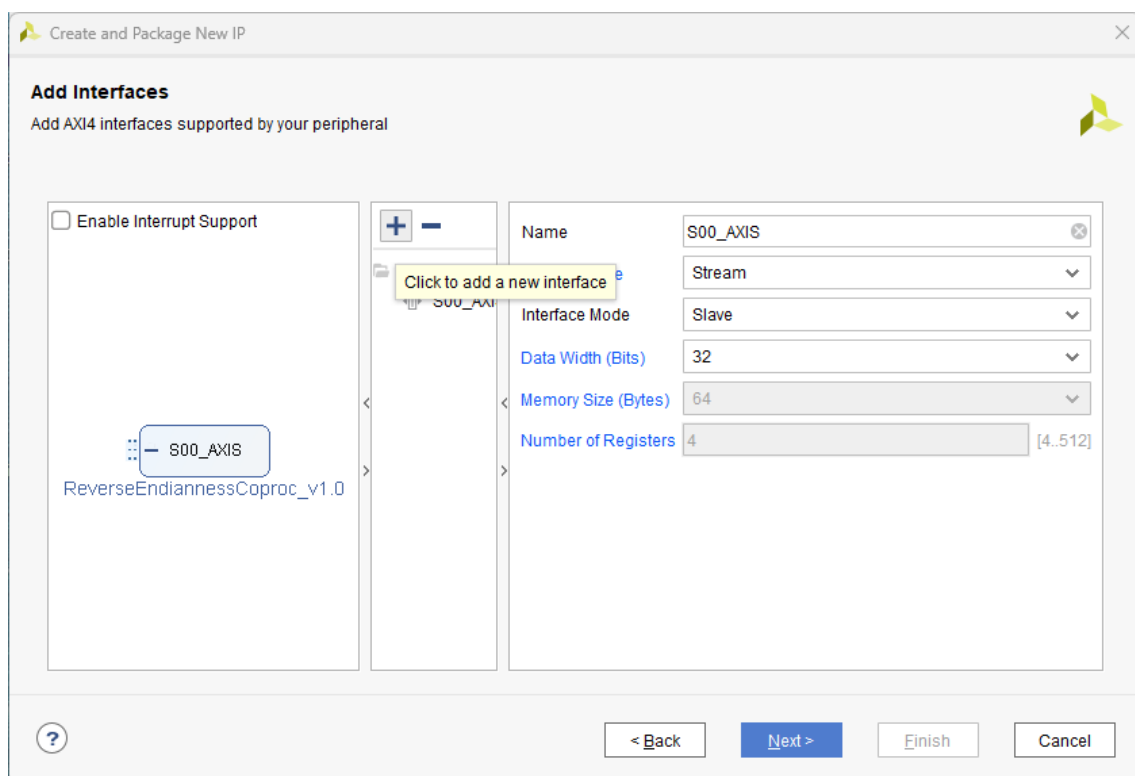 Create and Package New IP
Add Interfaces
Add AXI4 interfaces supported by your peripheral
Enable Interrupt Support
S00_AXIS
ReverseEndiannessCoproc_v1.0
Click to add a new interface
Name S00_AXIS
Stream
Interface Mode Slave
Data Width (Bits) 32
Memory Size (Bytes) 64
Number of Registers 4 [4..512]
?
< Back
Next >
Finish
Cancel